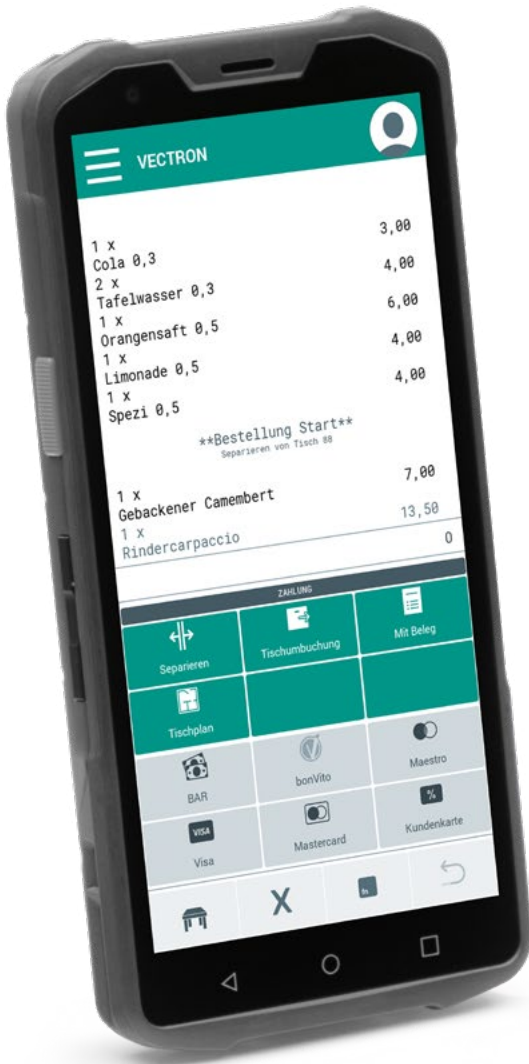 VECTRON
1 x
Cola 0,3 3,00
2 x
Tafelwasser 0,3 4,00
1 x
Orangensaft 0,5 6,00
1 x
Limonade 0,5 4,00
1 x
Spezi 0,5 4,00
**Bestellung Start**
Separieren von Tisch 88
1 x
Gebackener Camembert 7,00
1 x
Rindercarpaccio 13,50
0
ZAHLUNG
Separieren Tischumbuchung Mit Beleg
Tischplan
BAR bonVito Maestro
VISA %
Visa Mastercard Kundenkarte
X